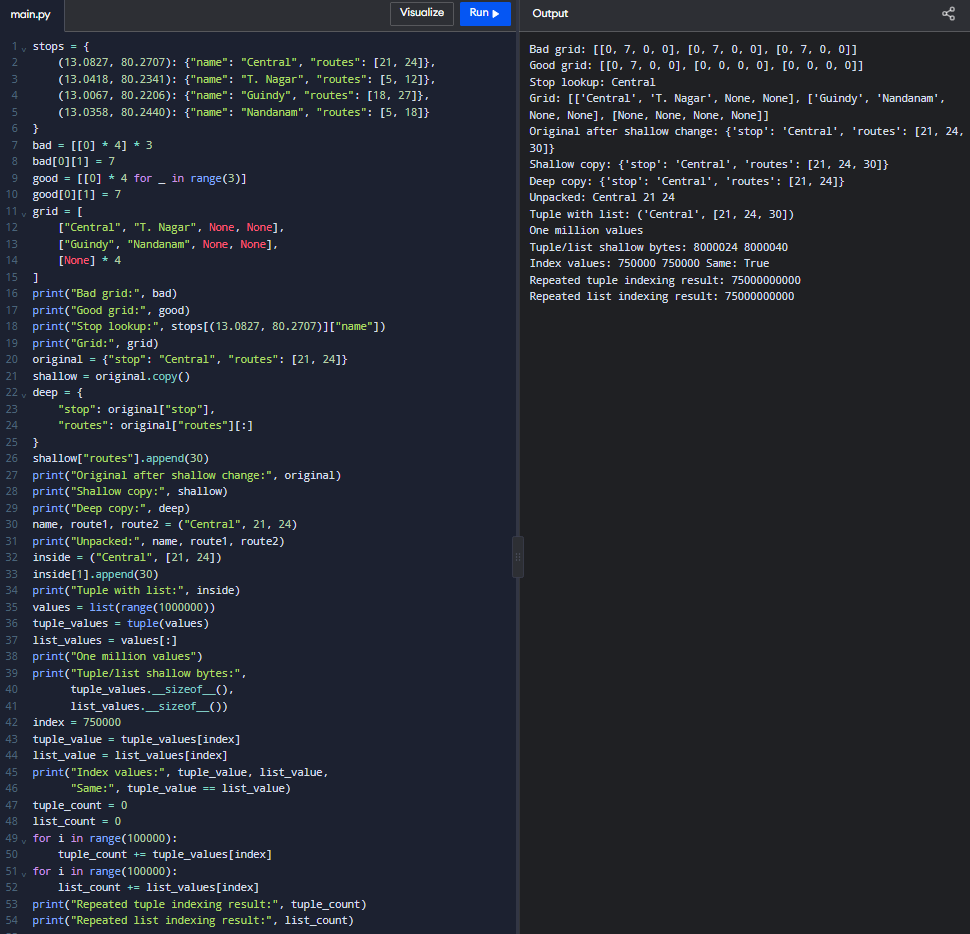 main.py
Visualize
Run
Output
1 stops = {
2     (13.0827, 80.2707): {"name": "Central", "routes": [21, 24]},
3     (13.0418, 80.2341): {"name": "T. Nagar", "routes": [5, 12]},
4     (13.0067, 80.2206): {"name": "Guindy", "routes": [18, 27]},
5     (13.0358, 80.2440): {"name": "Nandanam", "routes": [5, 18]}
6 }
7 bad = [[0] * 4] * 3
8 bad[0][1] = 7
9 good = [[0] * 4 for _ in range(3)]
10 good[0][1] = 7
11 grid = [
12     ["Central", "T. Nagar", None, None],
13     ["Guindy", "Nandanam", None, None],
14     [None] * 4
15 ]
16 print("Bad grid:", bad)
17 print("Good grid:", good)
18 print("Stop lookup:", stops[(13.0827, 80.2707)]["name"])
19 print("Grid:", grid)
20 original = {"stop": "Central", "routes": [21, 24]}
21 shallow = original.copy()
22 deep = {
23     "stop": original["stop"],
24     "routes": original["routes"][:]
25 }
26 shallow["routes"].append(30)
27 print("Original after shallow change:", original)
28 print("Shallow copy:", shallow)
29 print("Deep copy:", deep)
30 name, route1, route2 = ("Central", 21, 24)
31 print("Unpacked:", name, route1, route2)
32 inside = ("Central", [21, 24])
33 inside[1].append(30)
34 print("Tuple with list:", inside)
35 values = list(range(1000000))
36 tuple_values = tuple(values)
37 list_values = values[:]
38 print("One million values")
39 print("Tuple/list shallow bytes:",
40       tuple_values.__sizeof__(),
41       list_values.__sizeof__())
42 index = 750000
43 tuple_value = tuple_values[index]
44 list_value = list_values[index]
45 print("Index values:", tuple_value, list_value,
46       "Same:", tuple_value == list_value)
47 tuple_count = 0
48 list_count = 0
49 for i in range(100000):
50     tuple_count += tuple_values[index]
51 for i in range(100000):
52     list_count += list_values[index]
53 print("Repeated tuple indexing result:", tuple_count)
54 print("Repeated list indexing result:", list_count)
Bad grid: [[0, 7, 0, 0], [0, 7, 0, 0], [0, 7, 0, 0]]
Good grid: [[0, 7, 0, 0], [0, 0, 0, 0], [0, 0, 0, 0]]
Stop lookup: Central
Grid: [['Central', 'T. Nagar', None, None], ['Guindy', 'Nandanam',
None, None], [None, None, None, None]]
Original after shallow change: {'stop': 'Central', 'routes': [21, 24,
30]}
Shallow copy: {'stop': 'Central', 'routes': [21, 24, 30]}
Deep copy: {'stop': 'Central', 'routes': [21, 24]}
Unpacked: Central 21 24
Tuple with list: ('Central', [21, 24, 30])
One million values
Tuple/list shallow bytes: 8000024 8000040
Index values: 750000 750000 Same: True
Repeated tuple indexing result: 75000000000
Repeated list indexing result: 75000000000